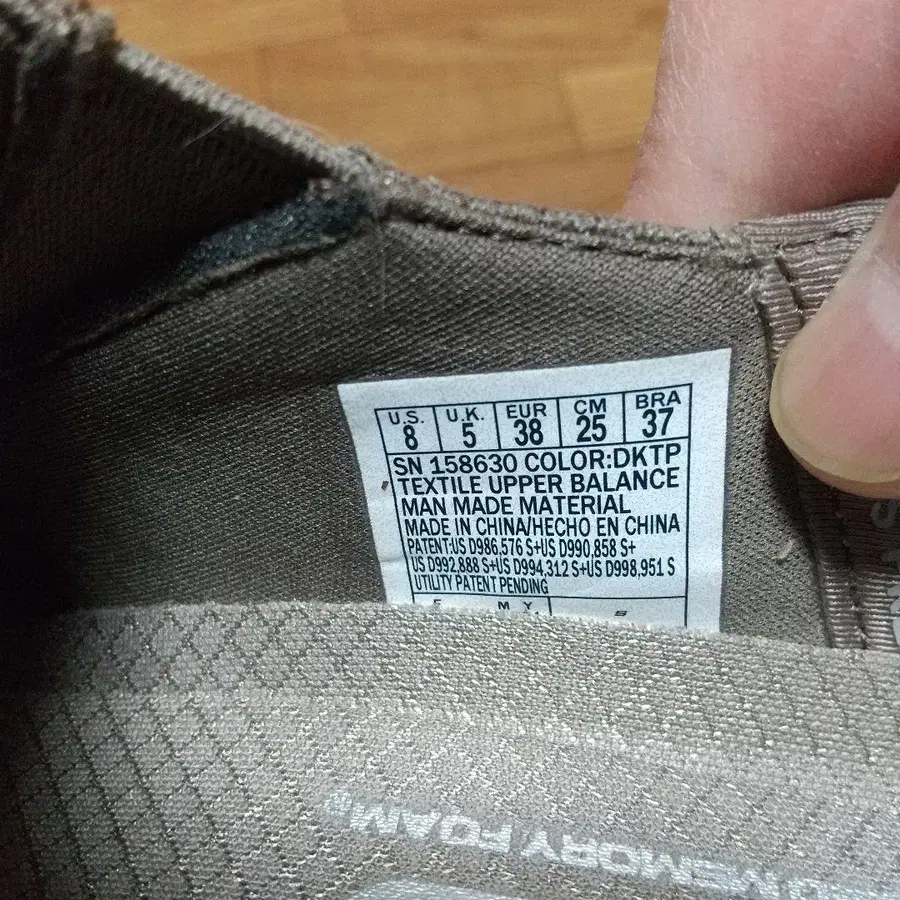 U.S. U.K. EUR CM BRA
8 5 38 25 37
SN 158630 COLOR:DKTP
TEXTILE UPPER BALANCE
MAN MADE MATERIAL
MADE IN CHINA/HECHO EN CHINA
PATENT:US D986,576 S+US D990,858 S+
US D992,888 S+US D994,312 S+US D998,951 S
UTILITY PATENT PENDING
MEMORY FOAM